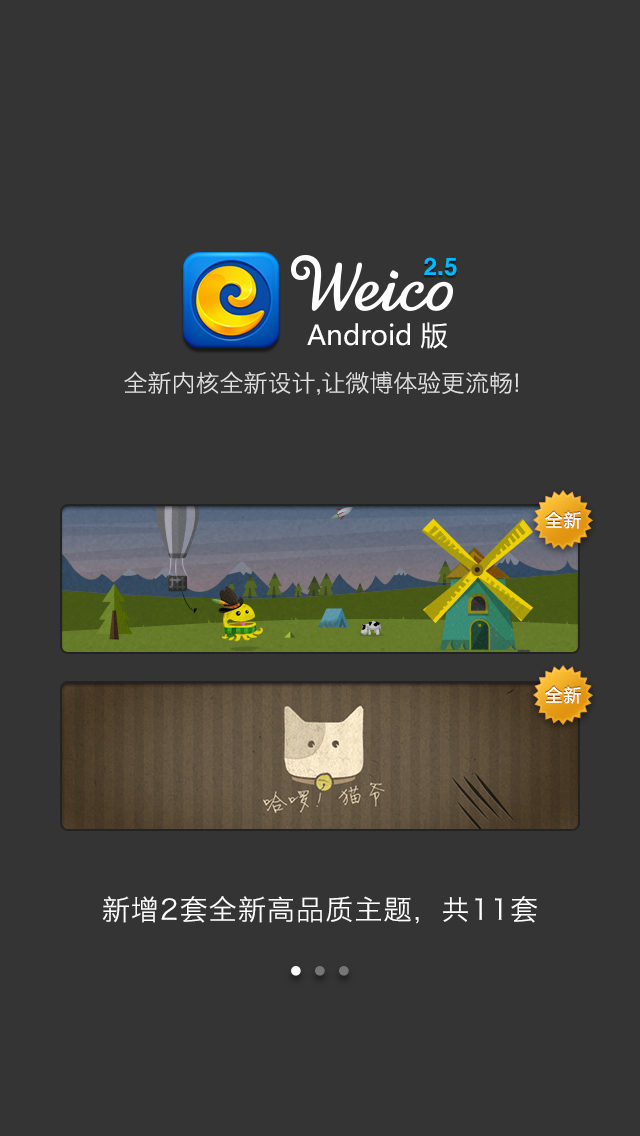 Weico 2.5
Android 版
全新内核全新设计,让微博体验更流畅!
全新
全新
哈啰! 猫爷
新增2套全新高品质主题，共11套